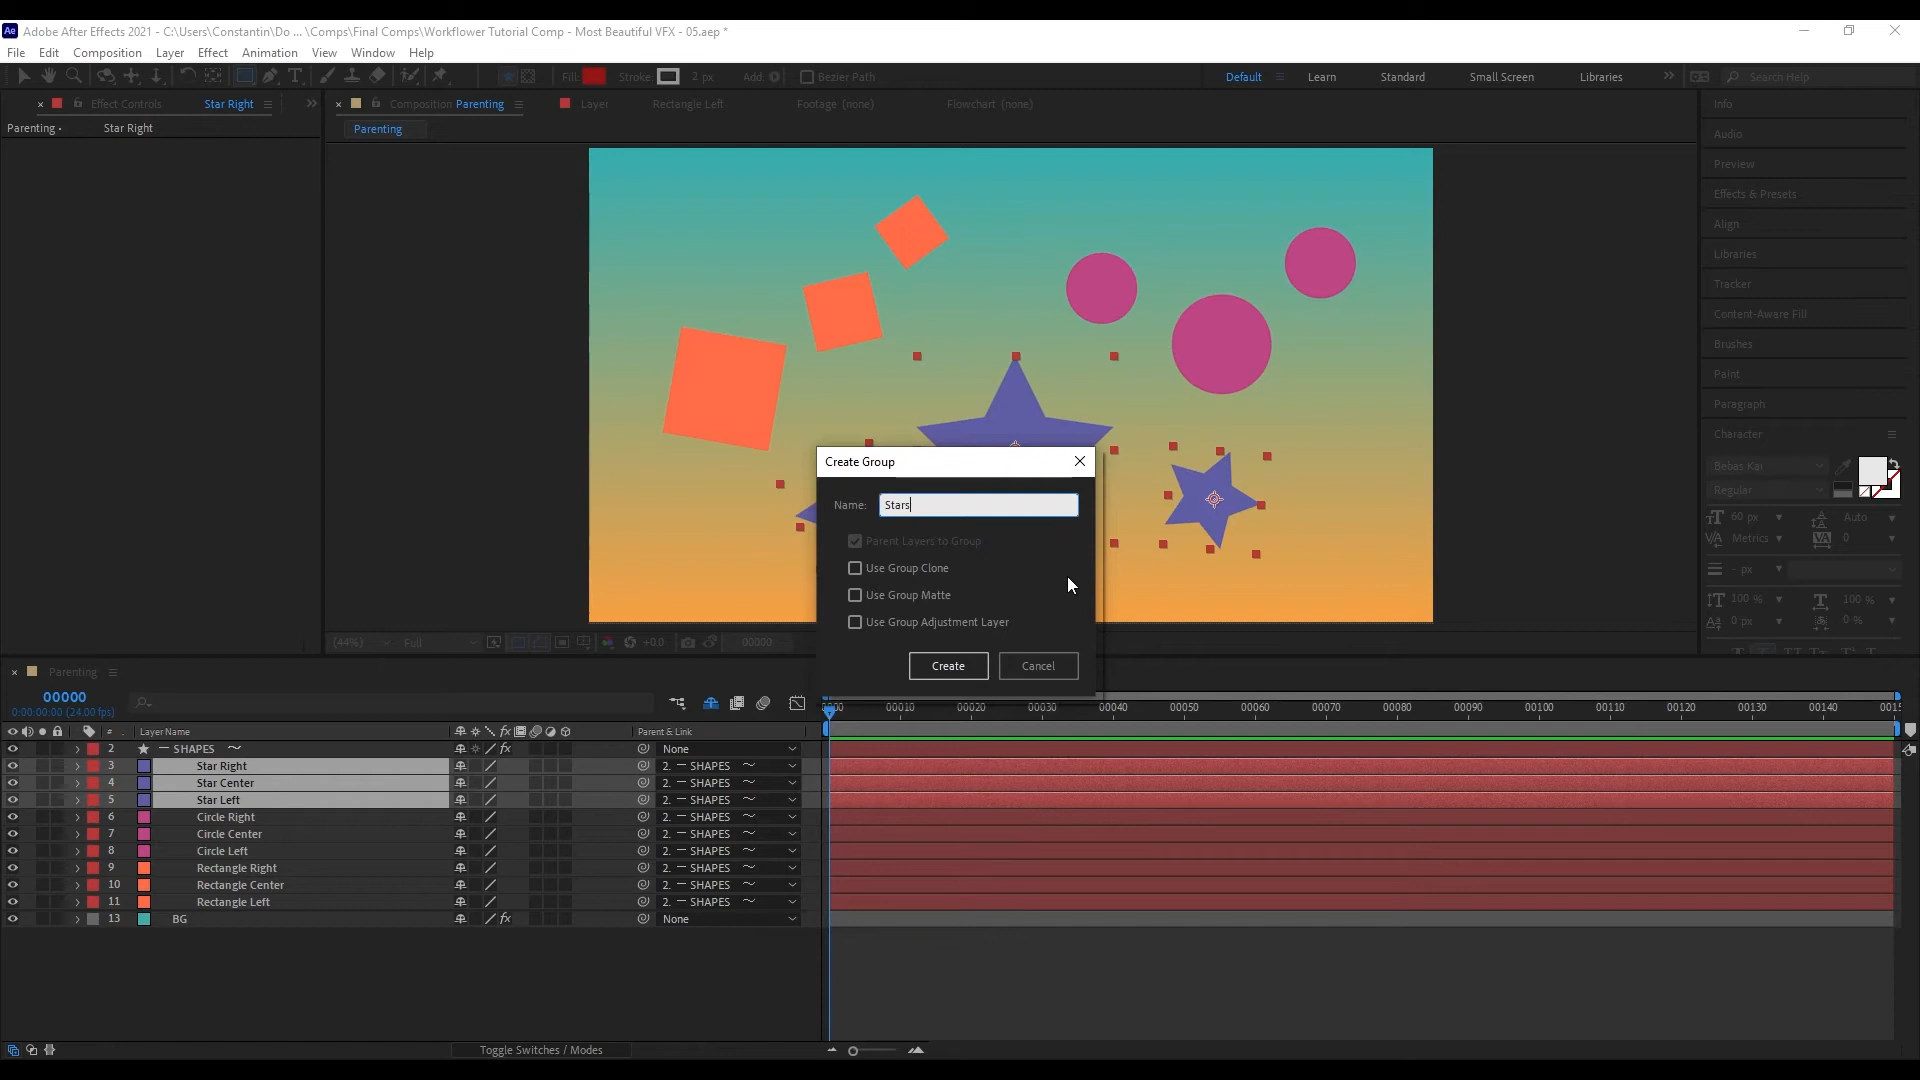 Ae Adobe After Effects 2021 - C:\Users\Constantin\Do ... \Comps\Final Comps\Workflower Tutorial Comp - Most Beautiful VFX - 05.aep *
File Edit Composition Layer Effect Animation View Window Help
Fill: Stroke: 2 px Add: Bezier Path Default Learn Standard Small Screen Libraries Search Help
Effect Controls Star Right Composition Parenting Layer Rectangle Left Footage (none) Flowchart (none)
Parenting • Star Right
Parenting
Info
Audio
Preview
Effects & Presets
Align
Libraries
Tracker
Content-Aware Fill
Brushes
Paint
Paragraph
Character
Bebas Kai
Regular
60 px Auto
Metrics 0
- px
100 % 100 %
0 px 0 %
Create Group
Name: Stars
Parent Layers to Group
Use Group Clone
Use Group Matte
Use Group Adjustment Layer
Create Cancel
(44%) Full +0.0 00000
Parenting
00000
0:00:00:00 (24.00 fps)
00010 00020 00030 00040 00050 00060 00070 00080 00090 00100 00110 00120 00130 00140 0015
# Layer Name fx Parent & Link
2 SHAPES fx None
3 Star Right 2. — SHAPES
4 Star Center 2. — SHAPES
5 Star Left 2. — SHAPES
6 Circle Right 2. — SHAPES
7 Circle Center 2. — SHAPES
8 Circle Left 2. — SHAPES
9 Rectangle Right 2. — SHAPES
10 Rectangle Center 2. — SHAPES
11 Rectangle Left 2. — SHAPES
13 BG fx None
Toggle Switches / Modes